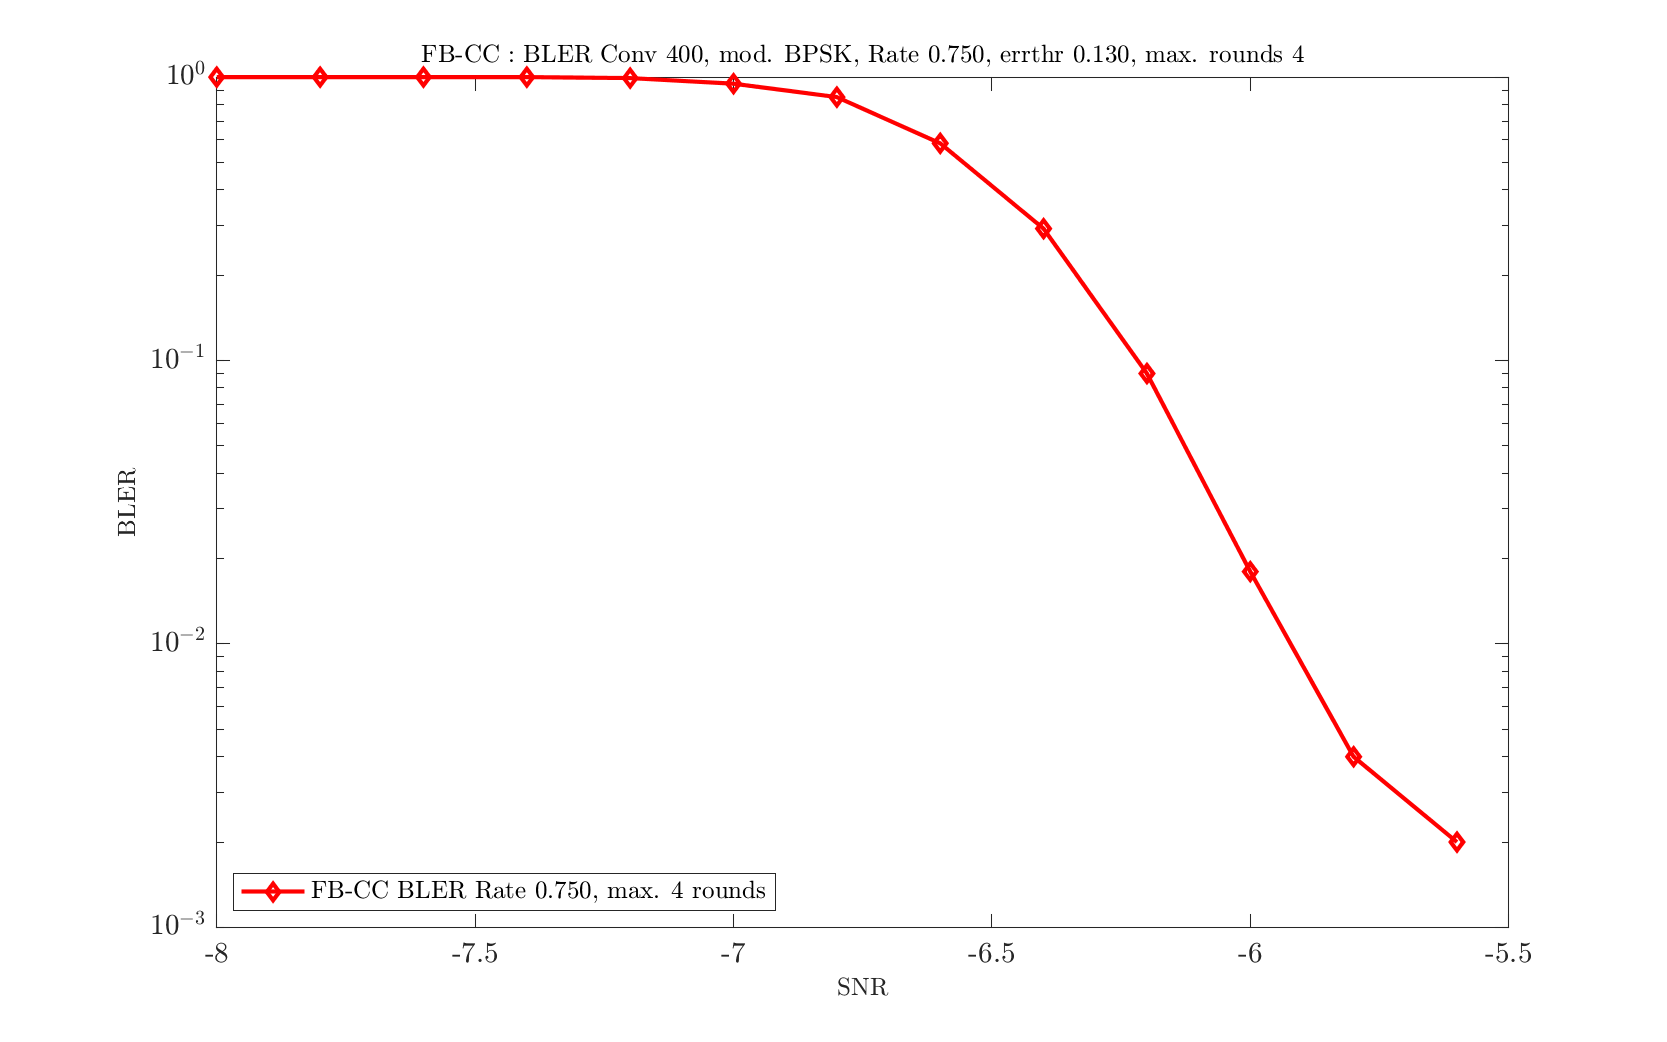 FB-CC : BLER Conv 400, mod. BPSK, Rate 0.750, errthr 0.130, max. rounds 4
10^0
10^-1
10^-2
10^-3
BLER
FB-CC BLER Rate 0.750, max. 4 rounds
-8 -7.5 -7 -6.5 -6 -5.5
SNR